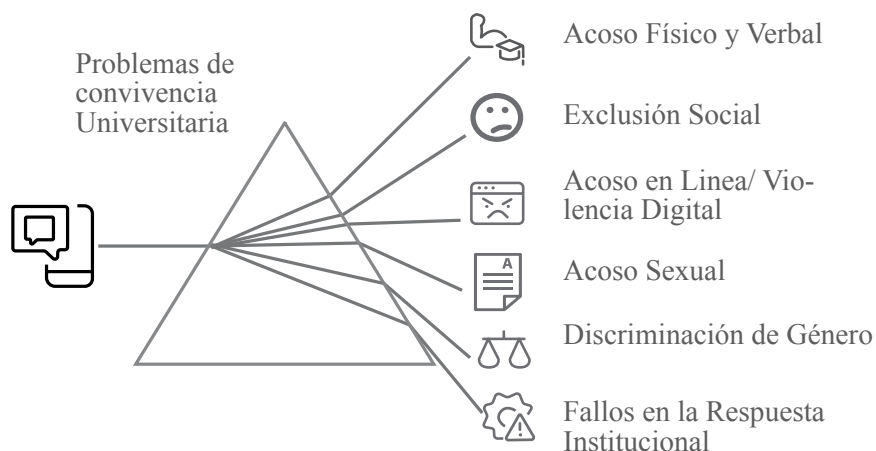 Problemas de
convivencia
Universitaria
Acoso Físico y Verbal
Exclusión Social
Acoso en Linea/ Vio-
lencia Digital
A
Acoso Sexual
Discriminación de Género
Fallos en la Respuesta
Institucional